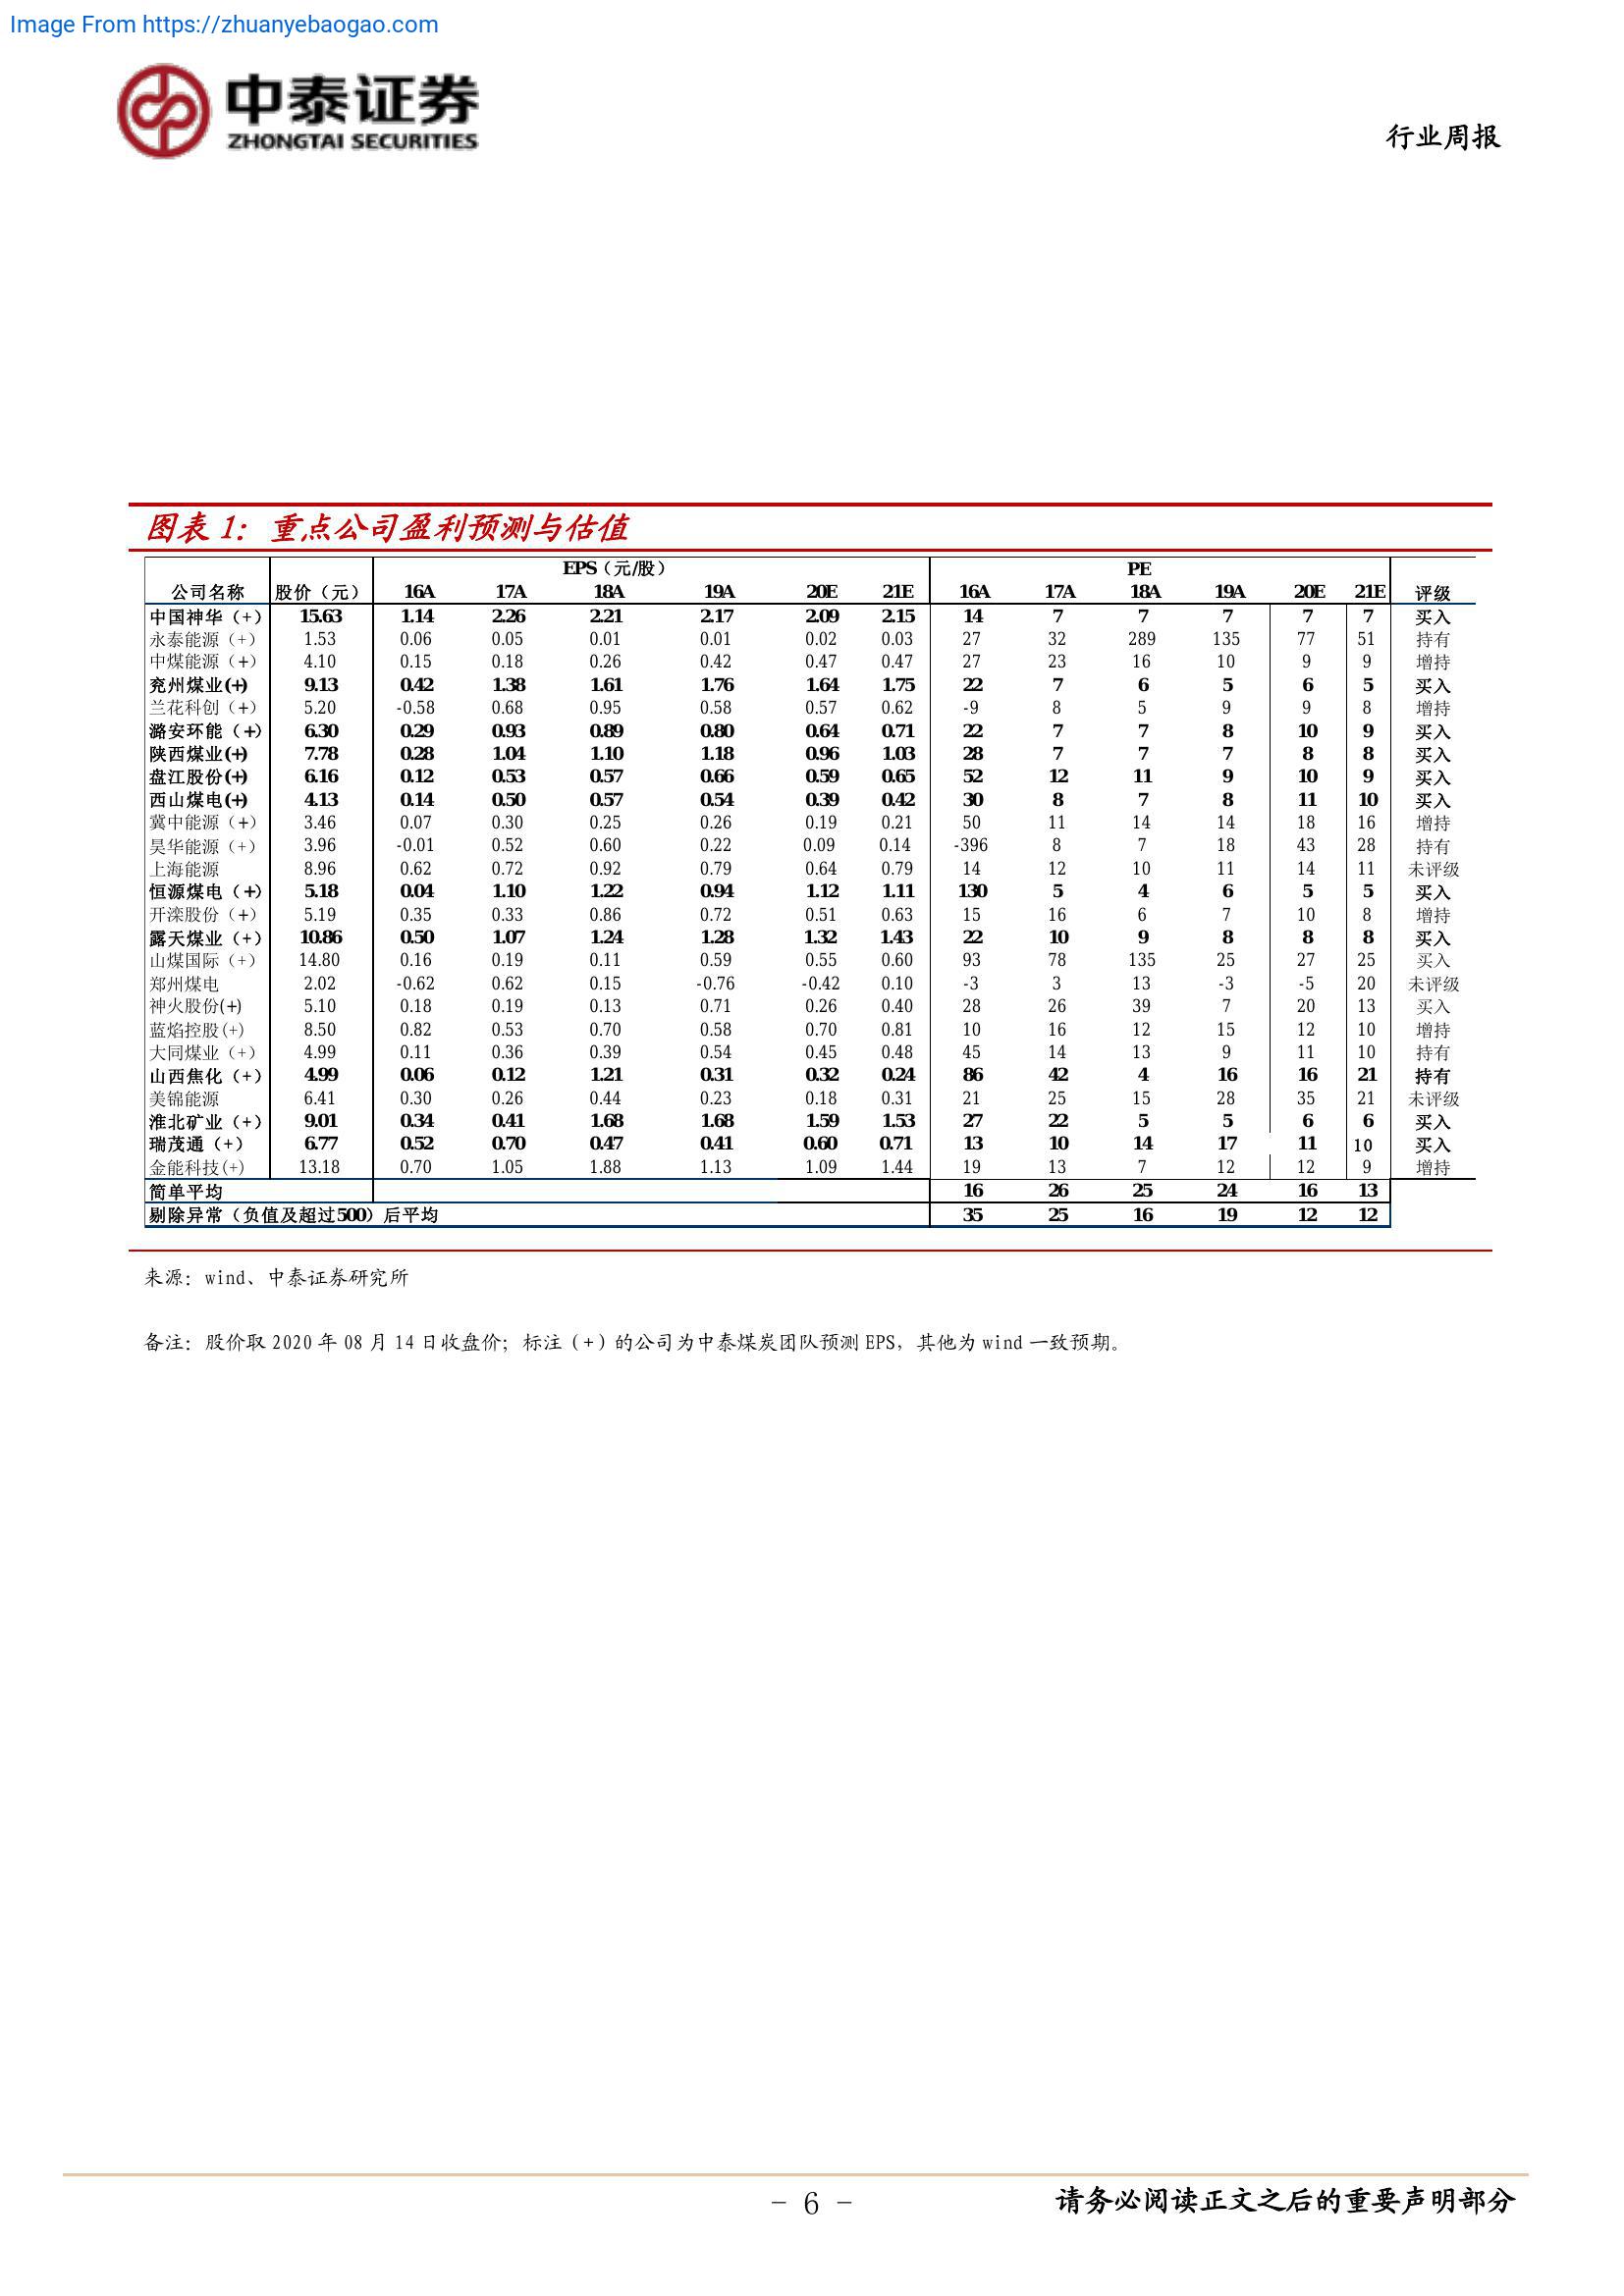 Image From https://zhuanyebaogao.com
中泰证券
ZHONGTAI SECURITIES
行业周报
图表 1：重点公司盈利预测与估值
EPS（元/股） PE
公司名称 股价（元） 16A 17A 18A 19A 20E 21E 16A 17A 18A 19A 20E 21E 评级
中国神华（+） 15.63 1.14 2.26 2.21 2.17 2.09 2.15 14 7 7 7 7 7 买入
永泰能源（+） 1.53 0.06 0.05 0.01 0.01 0.02 0.03 27 32 289 135 77 51 持有
中煤能源（+） 4.10 0.15 0.18 0.26 0.42 0.47 0.47 27 23 16 10 9 9 增持
兖州煤业(+) 9.13 0.42 1.38 1.61 1.76 1.64 1.75 22 7 6 5 6 5 买入
兰花科创（+） 5.20 -0.58 0.68 0.95 0.58 0.57 0.62 -9 8 5 9 9 8 增持
潞安环能（+） 6.30 0.29 0.93 0.89 0.80 0.64 0.71 22 7 7 8 10 9 买入
陕西煤业(+) 7.78 0.28 1.04 1.10 1.18 0.96 1.03 28 7 7 7 8 8 买入
盘江股份(+) 6.16 0.12 0.53 0.57 0.66 0.59 0.65 52 12 11 9 10 9 买入
西山煤电(+) 4.13 0.14 0.50 0.57 0.54 0.39 0.42 30 8 7 8 11 10 买入
冀中能源（+） 3.46 0.07 0.30 0.25 0.26 0.19 0.21 50 11 14 14 18 16 增持
昊华能源（+） 3.96 -0.01 0.52 0.60 0.22 0.09 0.14 -396 8 7 18 43 28 持有
上海能源 8.96 0.62 0.72 0.92 0.79 0.64 0.79 14 12 10 11 14 11 未评级
恒源煤电（+） 5.18 0.04 1.10 1.22 0.94 1.12 1.11 130 5 4 6 5 5 买入
开滦股份（+） 5.19 0.35 0.33 0.86 0.72 0.51 0.63 15 16 6 7 10 8 增持
露天煤业（+） 10.86 0.50 1.07 1.24 1.28 1.32 1.43 22 10 9 8 8 8 买入
山煤国际（+） 14.80 0.16 0.19 0.11 0.59 0.55 0.60 93 78 135 25 27 25 买入
郑州煤电 2.02 -0.62 0.62 0.15 -0.76 -0.42 0.10 -3 3 13 -3 -5 20 未评级
神火股份(+) 5.10 0.18 0.19 0.13 0.71 0.26 0.40 28 26 39 7 20 13 买入
蓝焰控股(+) 8.50 0.82 0.53 0.70 0.58 0.70 0.81 10 16 12 15 12 10 增持
大同煤业（+） 4.99 0.11 0.36 0.39 0.54 0.45 0.48 45 14 13 9 11 10 持有
山西焦化（+） 4.99 0.06 0.12 1.21 0.31 0.32 0.24 86 42 4 16 16 21 持有
美锦能源 6.41 0.30 0.26 0.44 0.23 0.18 0.31 21 25 15 28 35 21 未评级
淮北矿业（+） 9.01 0.34 0.41 1.68 1.68 1.59 1.53 27 22 5 5 6 6 买入
瑞茂通（+） 6.77 0.52 0.70 0.47 0.41 0.60 0.71 13 10 14 17 11 10 买入
金能科技(+) 13.18 0.70 1.05 1.88 1.13 1.09 1.44 19 13 7 12 12 9 增持
简单平均 16 26 25 24 16 13
剔除异常（负值及超过500）后平均 35 25 16 19 12 12
来源：wind、中泰证券研究所
备注：股价取 2020 年 08 月 14 日收盘价；标注（+）的公司为中泰煤炭团队预测 EPS，其他为 wind 一致预期。
- 6 -
请务必阅读正文之后的重要声明部分